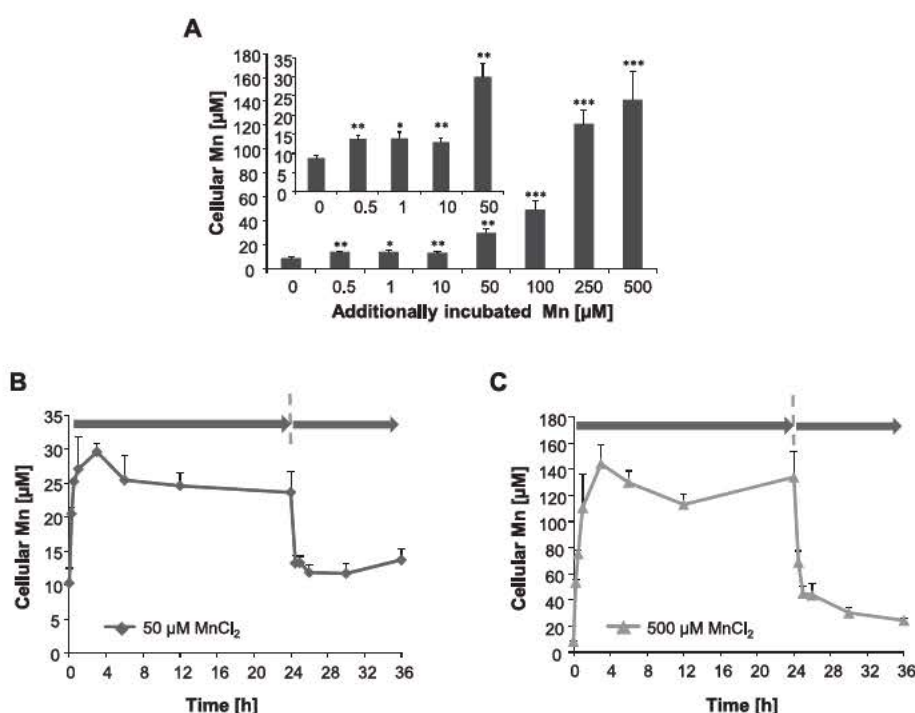 A
Cellular Mn [µM]
180
160
140
120
100
80
60
40
20
0
35
30
25
20
15
10
5
0
** * ** **
0 0.5 1 10 50
** * ** ** *** *** ***
0 0.5 1 10 50 100 250 500
Additionally incubated Mn [µM]
B
Cellular Mn [µM]
35
30
25
20
15
10
5
0
50 µM MnCl₂
0 4 8 12 16 20 24 28 32 36
Time [h]
C
Cellular Mn [µM]
180
160
140
120
100
80
60
40
20
0
500 µM MnCl₂
0 4 8 12 16 20 24 28 32 36
Time [h]